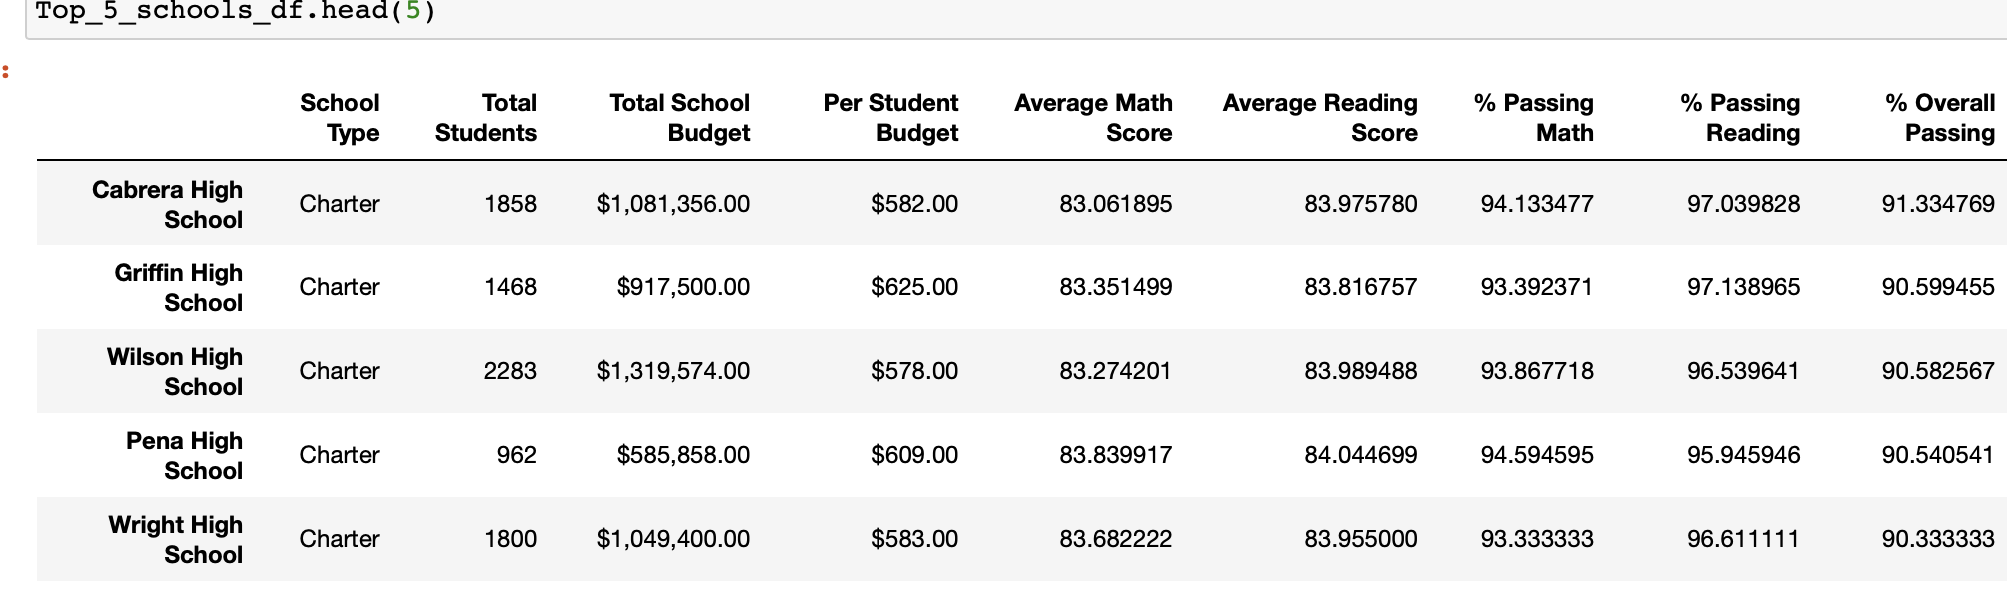 Top_5_schools_df.head(5)
:
School Type Total Students Total School Budget Per Student Budget Average Math Score Average Reading Score % Passing Math % Passing Reading % Overall Passing
Cabrera High School Charter 1858 $1,081,356.00 $582.00 83.061895 83.975780 94.133477 97.039828 91.334769
Griffin High School Charter 1468 $917,500.00 $625.00 83.351499 83.816757 93.392371 97.138965 90.599455
Wilson High School Charter 2283 $1,319,574.00 $578.00 83.274201 83.989488 93.867718 96.539641 90.582567
Pena High School Charter 962 $585,858.00 $609.00 83.839917 84.044699 94.594595 95.945946 90.540541
Wright High School Charter 1800 $1,049,400.00 $583.00 83.682222 83.955000 93.333333 96.611111 90.333333